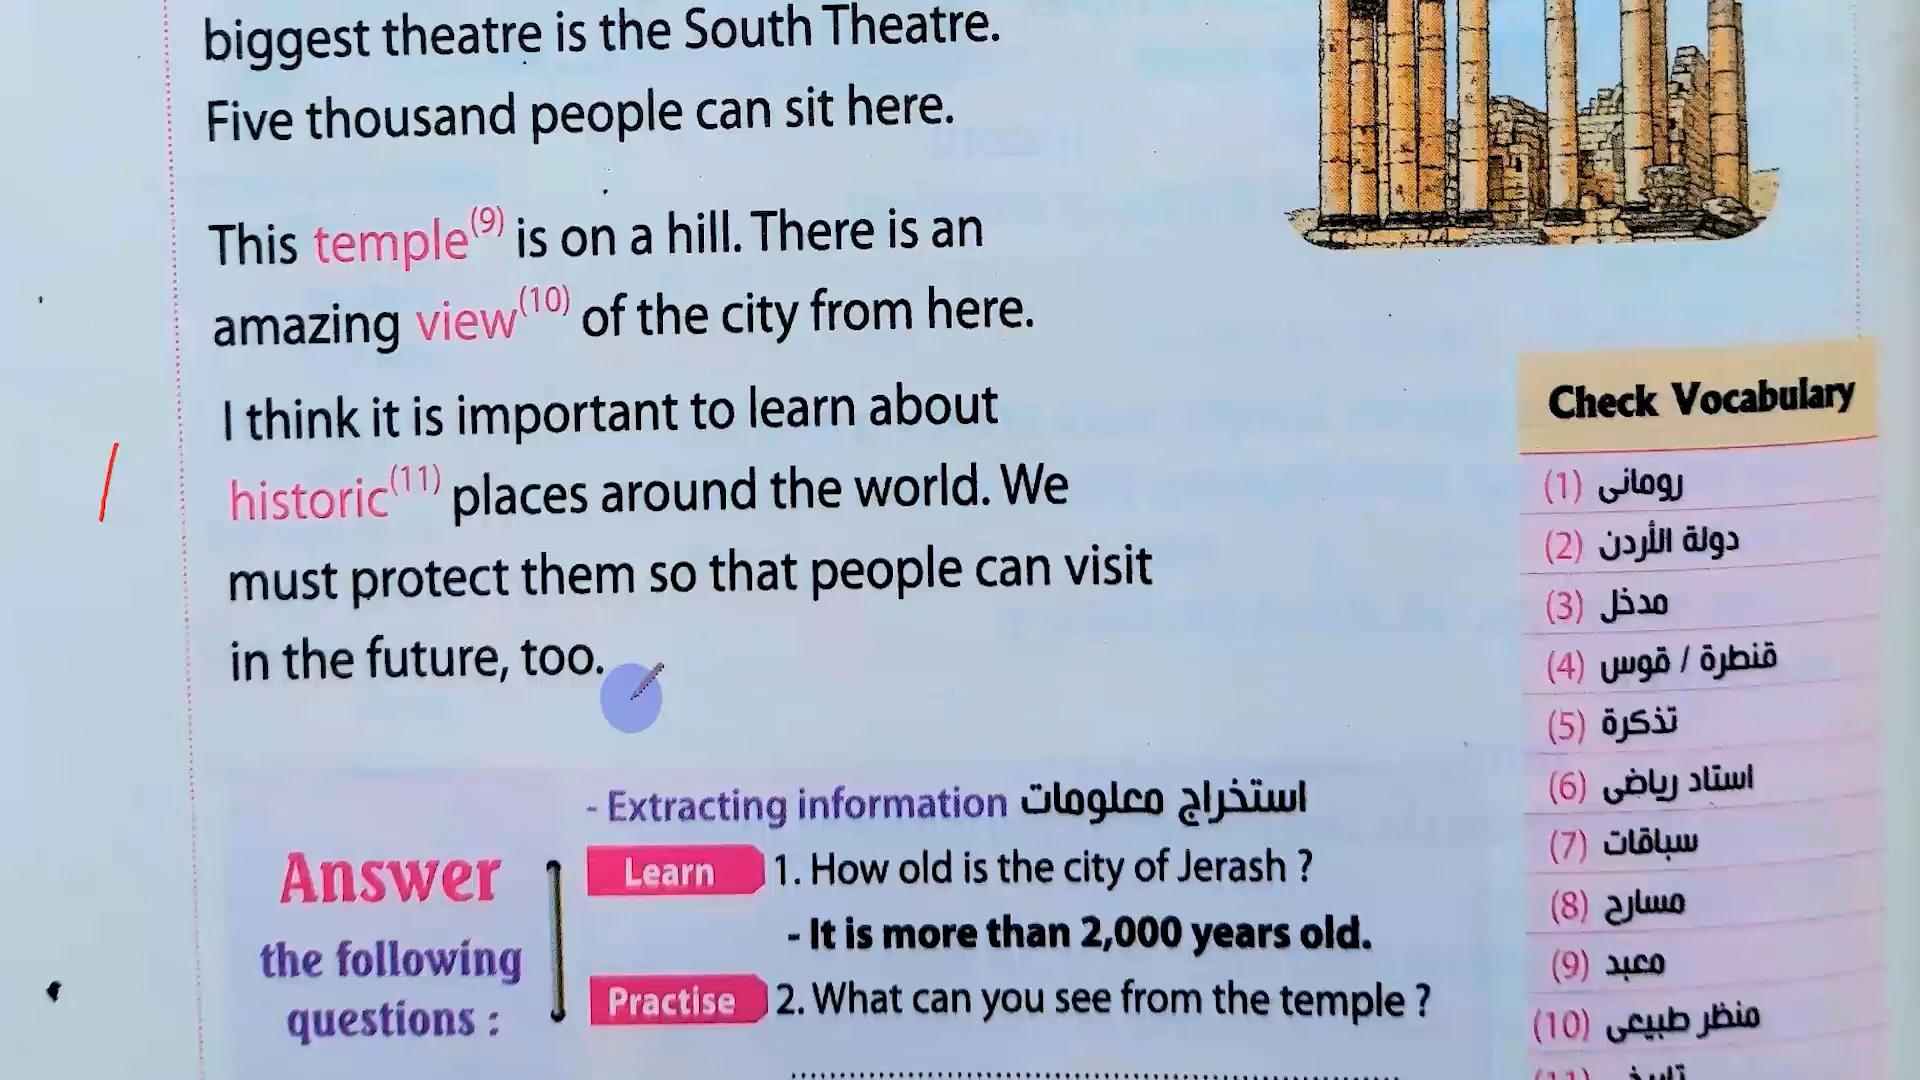 biggest theatre is the South Theatre.
Five thousand people can sit here.
This temple(9) is on a hill. There is an
amazing view(10) of the city from here.
I think it is important to learn about
historic(11) places around the world. We
must protect them so that people can visit
in the future, too.
Check Vocabulary
(1) رومانى
(2) دولة الأردن
(3) مدخل
(4) قنطرة / قوس
(5) تذكرة
(6) استاد رياضى
(7) سباقات
(8) مسارح
(9) معبد
(10) منظر طبيعى
Answer
the following
questions :
- Extracting information استخراج معلومات
Learn 1. How old is the city of Jerash ?
- It is more than 2,000 years old.
Practise 2. What can you see from the temple ?